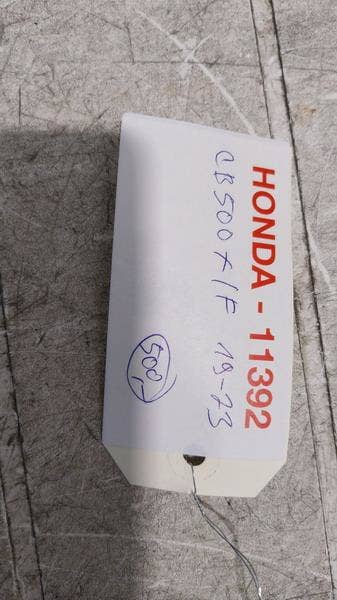 HONDA - 11392
CB500X/F 19-23
500,-